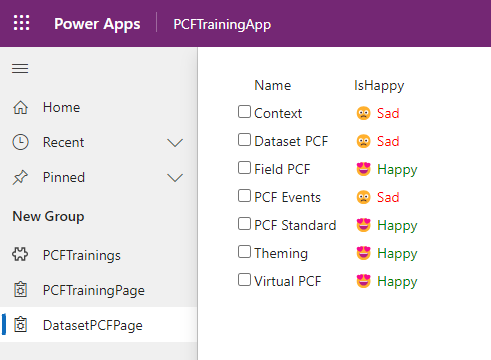 Power Apps PCFTrainingApp
Home
Recent
Pinned
New Group
PCFTrainings
PCFTrainingPage
DatasetPCFPage
Name IsHappy
Context Sad
Dataset PCF Sad
Field PCF Happy
PCF Events Sad
PCF Standard Happy
Theming Happy
Virtual PCF Happy